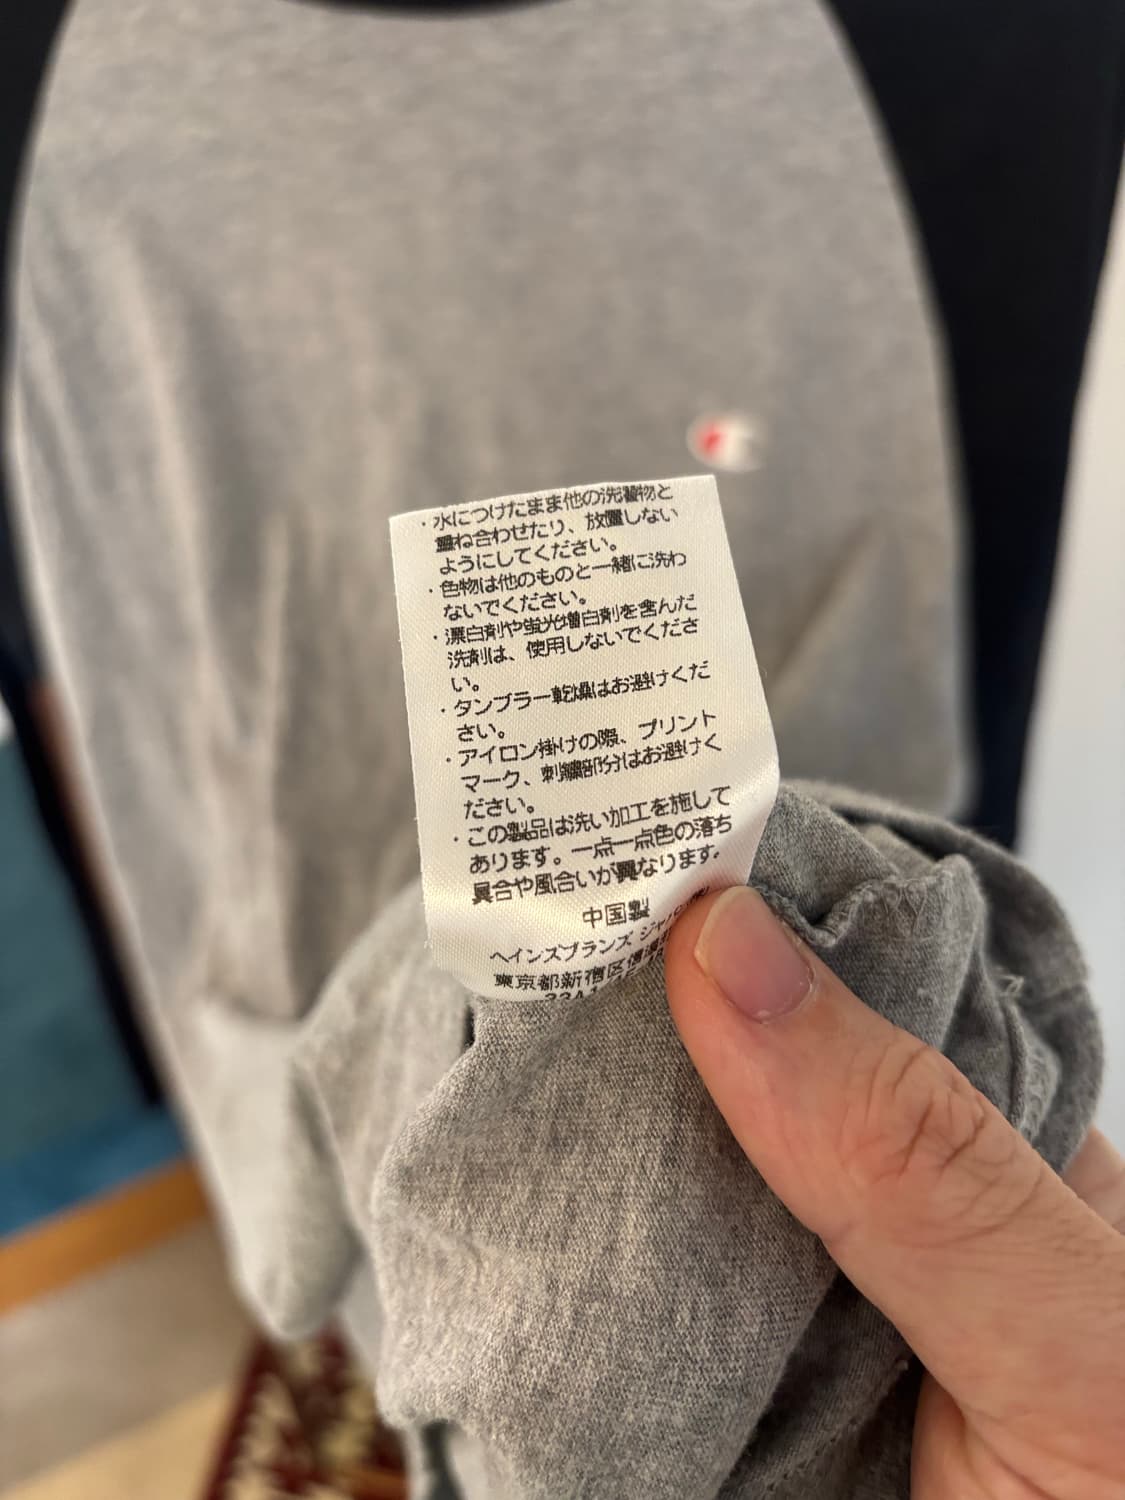 ・水につけたまま他の洗濯物と
重ね合わせたり、放置しない
ようにしてください。
・色物は他のものと一緒に洗わ
ないでください。
・漂白剤や蛍光増白剤を含んだ
洗剤は、使用しないでくださ
い。
・タンブラー乾燥はお避けくだ
さい。
・アイロン掛けの際、プリント
マーク、刺繍部分はお避けく
ださい。
・この製品は洗い加工を施して
あります。一点一点色の落ち
具合や風合いが異なります。
中国製
ヘインズブランズ ジャパン
東京都新宿区信濃